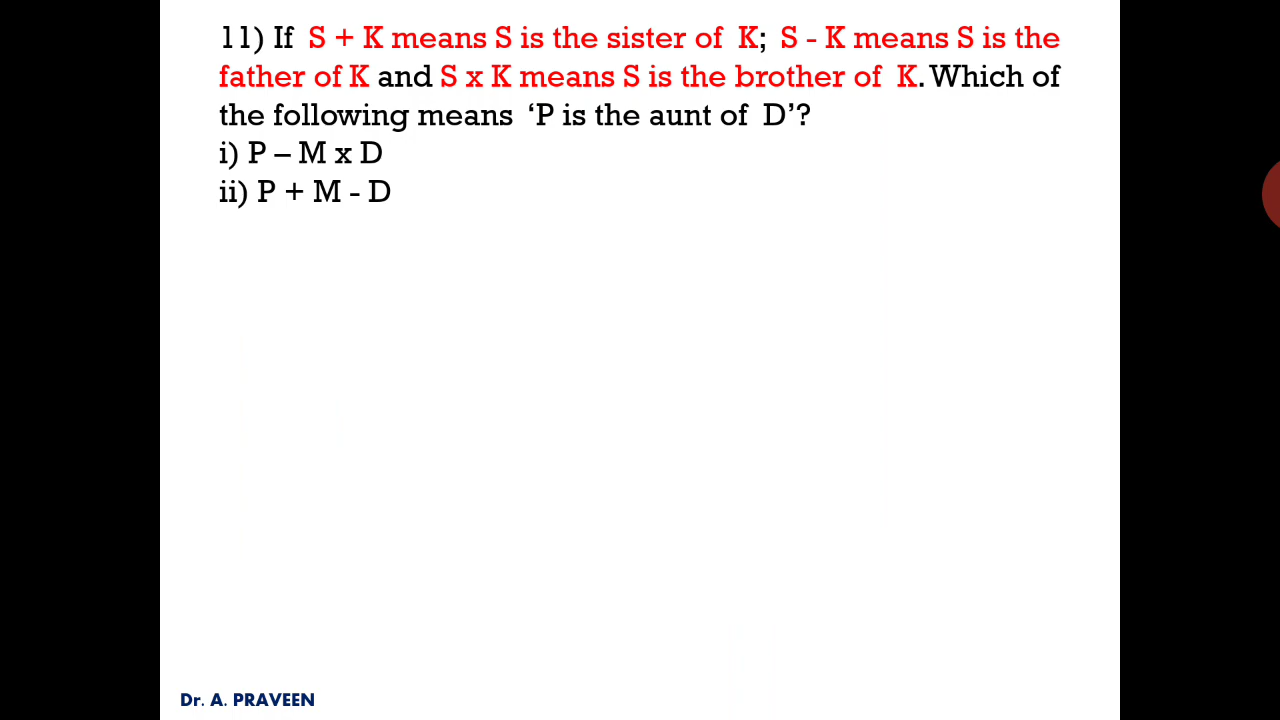 11) If S + K means S is the sister of K; S - K means S is the
father of K and S x K means S is the brother of K. Which of
the following means ‘P is the aunt of D’?
i) P – M x D
ii) P + M - D
Dr. A. PRAVEEN